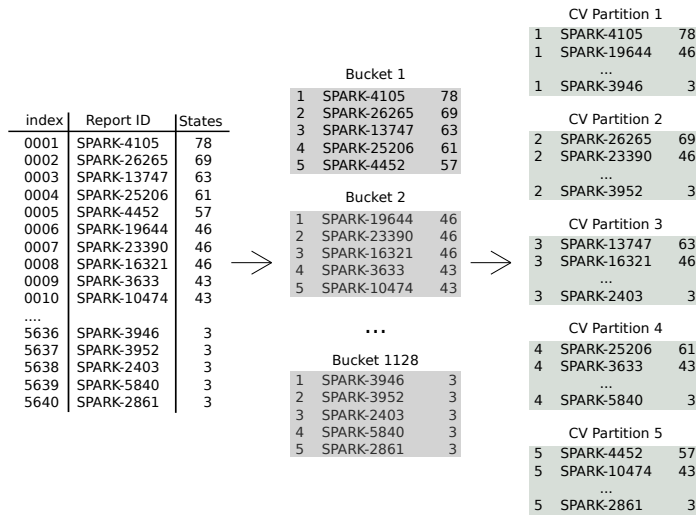 index Report ID States
0001 SPARK-4105 78
0002 SPARK-26265 69
0003 SPARK-13747 63
0004 SPARK-25206 61
0005 SPARK-4452 57
0006 SPARK-19644 46
0007 SPARK-23390 46
0008 SPARK-16321 46
0009 SPARK-3633 43
0010 SPARK-10474 43
....
5636 SPARK-3946 3
5637 SPARK-3952 3
5638 SPARK-2403 3
5639 SPARK-5840 3
5640 SPARK-2861 3
Bucket 1
1 SPARK-4105 78
2 SPARK-26265 69
3 SPARK-13747 63
4 SPARK-25206 61
5 SPARK-4452 57
Bucket 2
1 SPARK-19644 46
2 SPARK-23390 46
3 SPARK-16321 46
4 SPARK-3633 43
5 SPARK-10474 43
...
Bucket 1128
1 SPARK-3946 3
2 SPARK-3952 3
3 SPARK-2403 3
4 SPARK-5840 3
5 SPARK-2861 3
CV Partition 1
1 SPARK-4105 78
1 SPARK-19644 46
...
1 SPARK-3946 3
CV Partition 2
2 SPARK-26265 69
2 SPARK-23390 46
...
2 SPARK-3952 3
CV Partition 3
3 SPARK-13747 63
3 SPARK-16321 46
...
3 SPARK-2403 3
CV Partition 4
4 SPARK-25206 61
4 SPARK-3633 43
...
4 SPARK-5840 3
CV Partition 5
5 SPARK-4452 57
5 SPARK-10474 43
...
5 SPARK-2861 3